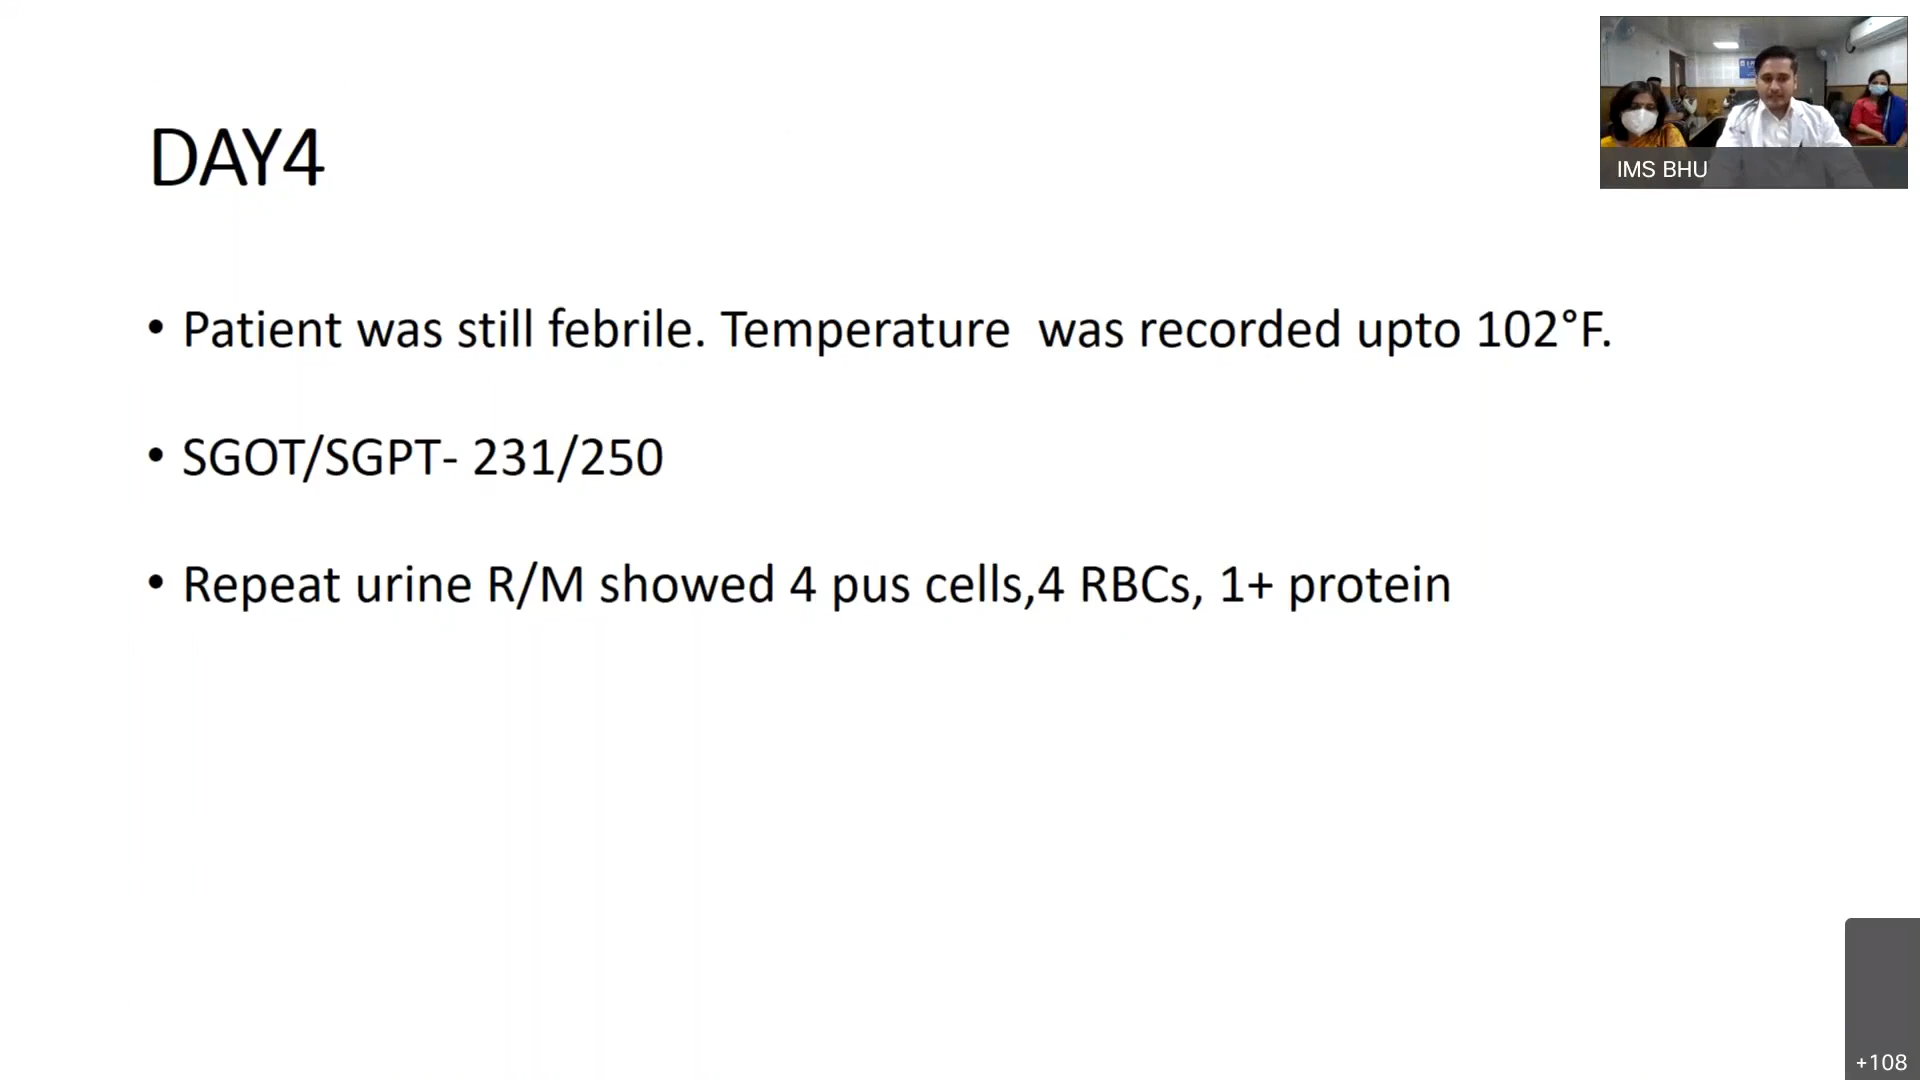 DAY4
• Patient was still febrile. Temperature  was recorded upto 102°F.
• SGOT/SGPT- 231/250
• Repeat urine R/M showed 4 pus cells,4 RBCs, 1+ protein
IMS BHU
+108